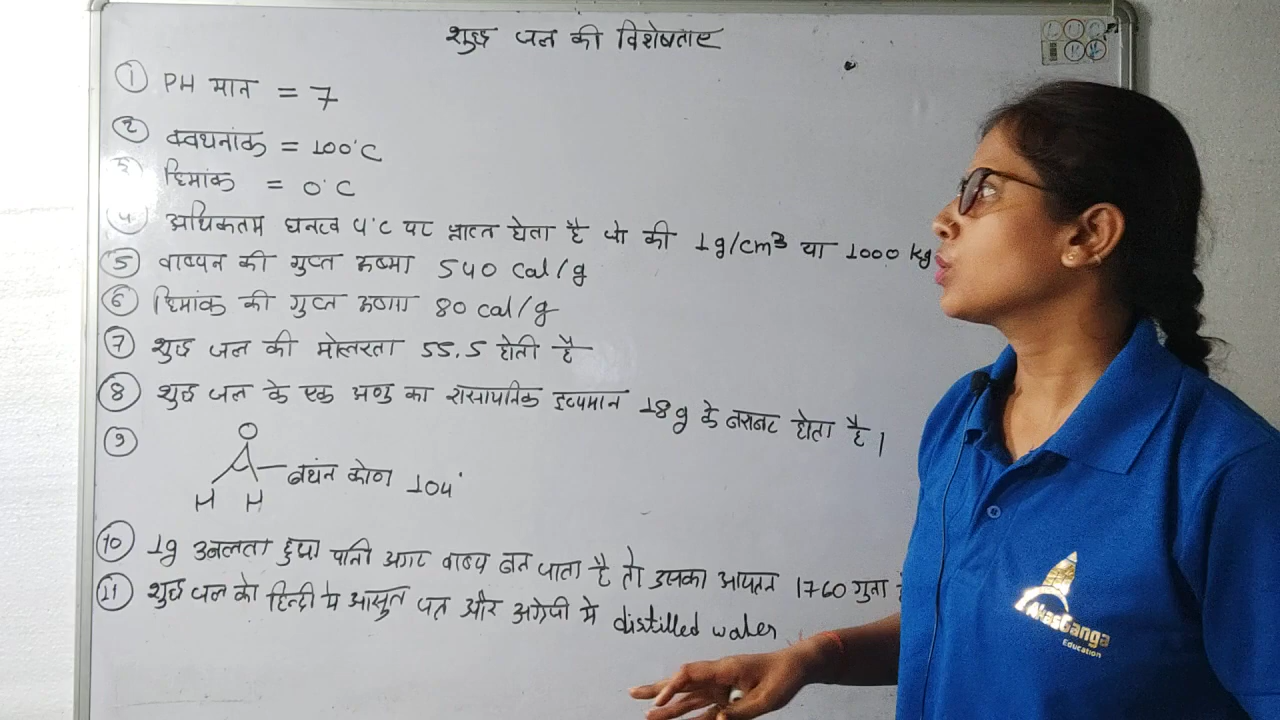 शुद्ध जल की विशेषताए
① PH मान = 7
② क्वथनांक = 100°C
३ हिमांक = 0°C
④ अधिकतम घनत्व 4°C पर प्राप्त होता है जो की 1g/cm³ या 1000 kg
⑤ वाष्पन की गुप्त ऊष्मा 540 cal/g
⑥ हिमांक की गुप्त ऊष्मा 80 cal/g
⑦ शुद्ध जल की मोलरता 55.5 होती है
⑧ शुद्ध जल के एक अणु का रासायनिक द्रव्यमान 18g के बराबर होता है।
⑨
O
बंधन कोण 104°
H H
⑩ 1g उबलता हुआ पानी अगर वाष्प बन जाता है तो उसका आयतन 1760 गुना
⑪ शुद्ध जल को हिन्दी मे आसुत जल और अंग्रेजी मे distilled water
AkasGanga
Education